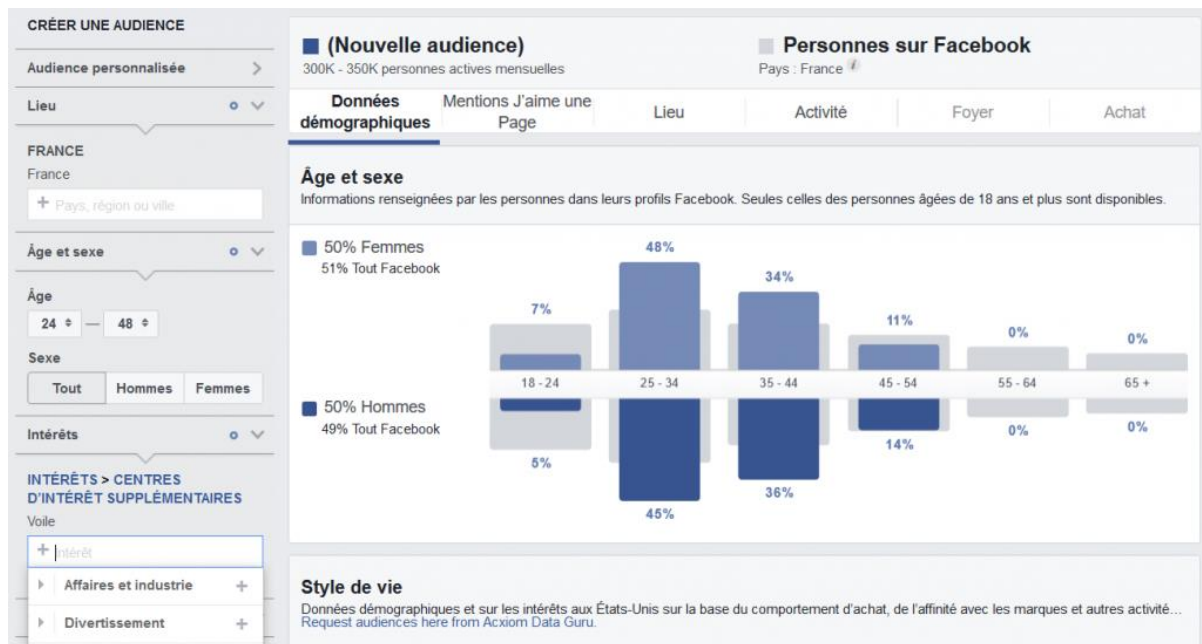 CRÉER UNE AUDIENCE
Audience personnalisée
Lieu
FRANCE
France
+ Pays, région ou ville
Âge et sexe
Âge
24 — 48
Sexe
Tout Hommes Femmes
Intérêts
INTÉRÊTS > CENTRES
D'INTÉRÊT SUPPLÉMENTAIRES
Voile
+ Intérêt
Affaires et industrie +
Divertissement +
(Nouvelle audience)
300K - 350K personnes actives mensuelles
Personnes sur Facebook
Pays : France i
Données
démographiques
Mentions J'aime une
Page
Lieu
Activité
Foyer
Achat
Âge et sexe
Informations renseignées par les personnes dans leurs profils Facebook. Seules celles des personnes âgées de 18 ans et plus sont disponibles.
50% Femmes
51% Tout Facebook
7% 48% 34% 11% 0% 0%
18 - 24 25 - 34 35 - 44 45 - 54 55 - 64 65 +
50% Hommes
49% Tout Facebook
5% 45% 36% 14% 0% 0%
Style de vie
Données démographiques et sur les intérêts aux États-Unis sur la base du comportement d'achat, de l'affinité avec les marques et autres activité...
Request audiences here from Acxiom Data Guru.